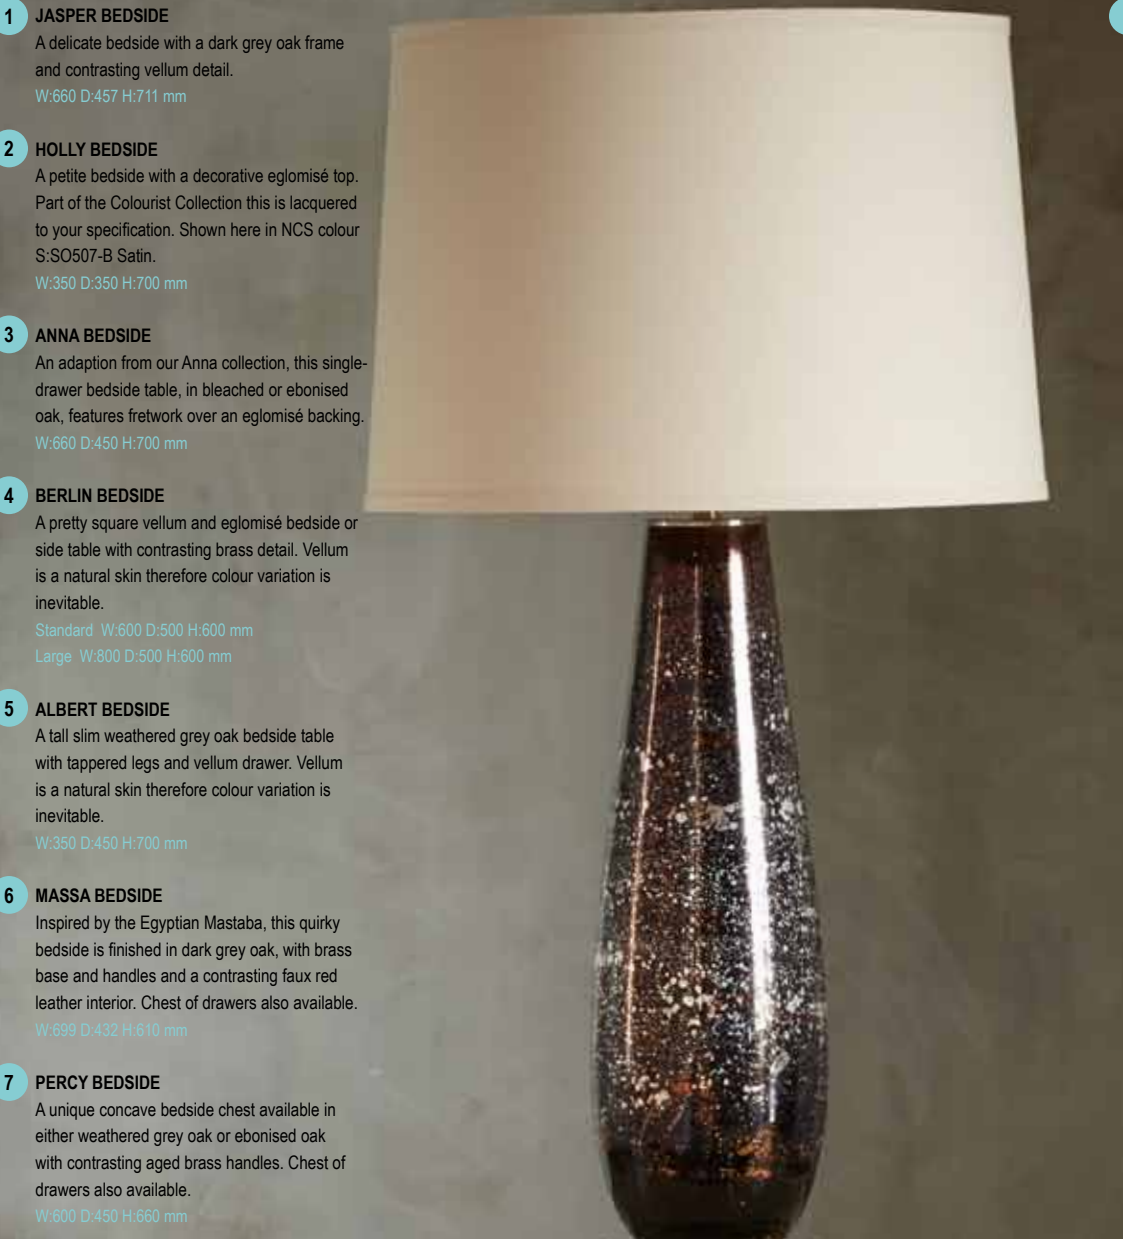 1 JASPER BEDSIDE
A delicate bedside with a dark grey oak frame
and contrasting vellum detail.
W:660 D:457 H:711 mm
2 HOLLY BEDSIDE
A petite bedside with a decorative eglomisé top.
Part of the Colourist Collection this is lacquered
to your specification. Shown here in NCS colour
S:SO507-B Satin.
W:350 D:350 H:700 mm
3 ANNA BEDSIDE
An adaption from our Anna collection, this single-
drawer bedside table, in bleached or ebonised
oak, features fretwork over an eglomisé backing.
W:660 D:450 H:700 mm
4 BERLIN BEDSIDE
A pretty square vellum and eglomisé bedside or
side table with contrasting brass detail. Vellum
is a natural skin therefore colour variation is
inevitable.
Standard W:600 D:500 H:600 mm
Large W:800 D:500 H:600 mm
5 ALBERT BEDSIDE
A tall slim weathered grey oak bedside table
with tappered legs and vellum drawer. Vellum
is a natural skin therefore colour variation is
inevitable.
W:350 D:450 H:700 mm
6 MASSA BEDSIDE
Inspired by the Egyptian Mastaba, this quirky
bedside is finished in dark grey oak, with brass
base and handles and a contrasting faux red
leather interior. Chest of drawers also available.
W:699 D:432 H:610 mm
7 PERCY BEDSIDE
A unique concave bedside chest available in
either weathered grey oak or ebonised oak
with contrasting aged brass handles. Chest of
drawers also available.
W:600 D:450 H:660 mm